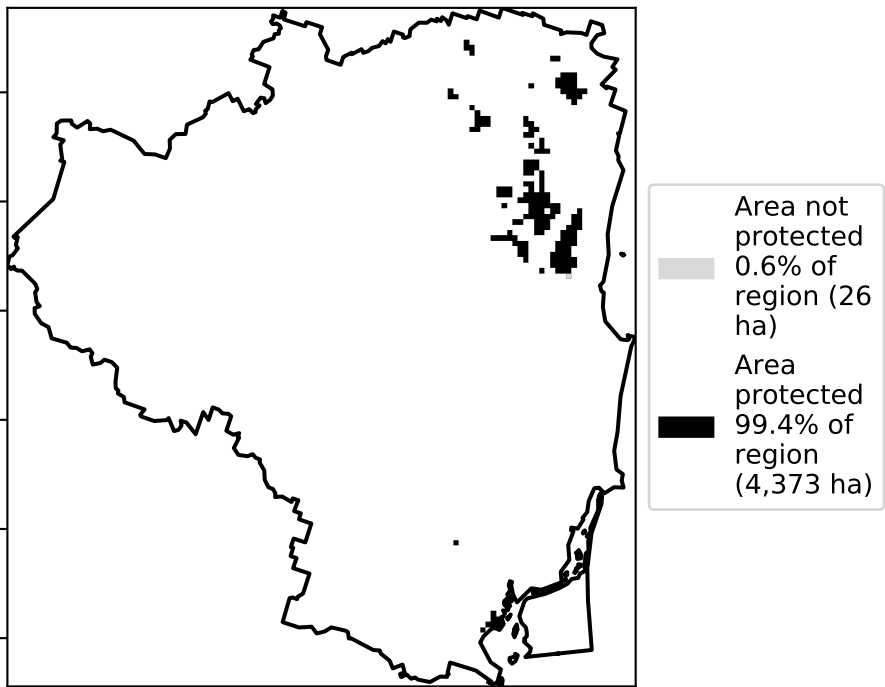 Area not
protected
0.6% of
region (26
ha)
Area
protected
99.4% of
region
(4,373 ha)